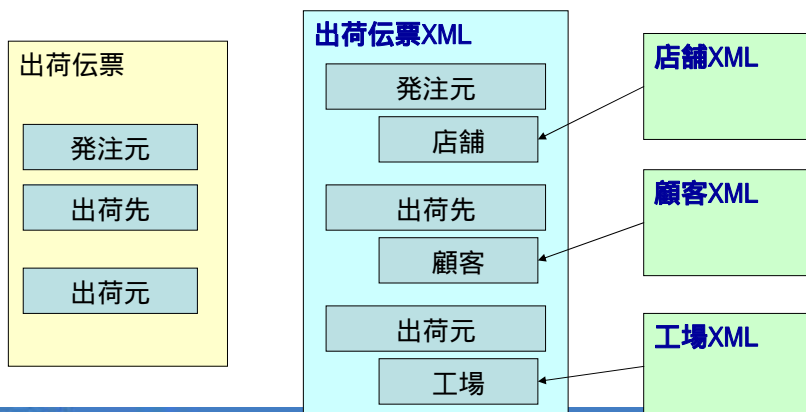 出荷伝票
発注元
出荷先
出荷元
出荷伝票XML
発注元
店舗
出荷先
顧客
出荷元
工場
店舗XML
顧客XML
工場XML